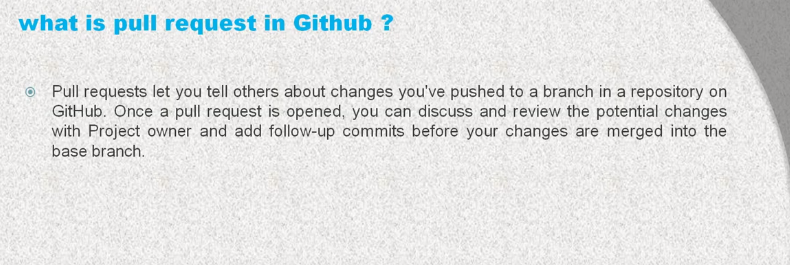 what is pull request in Github ?
Pull requests let you tell others about changes you've pushed to a branch in a repository on
GitHub. Once a pull request is opened, you can discuss and review the potential changes
with Project owner and add follow-up commits before your changes are merged into the
base branch.